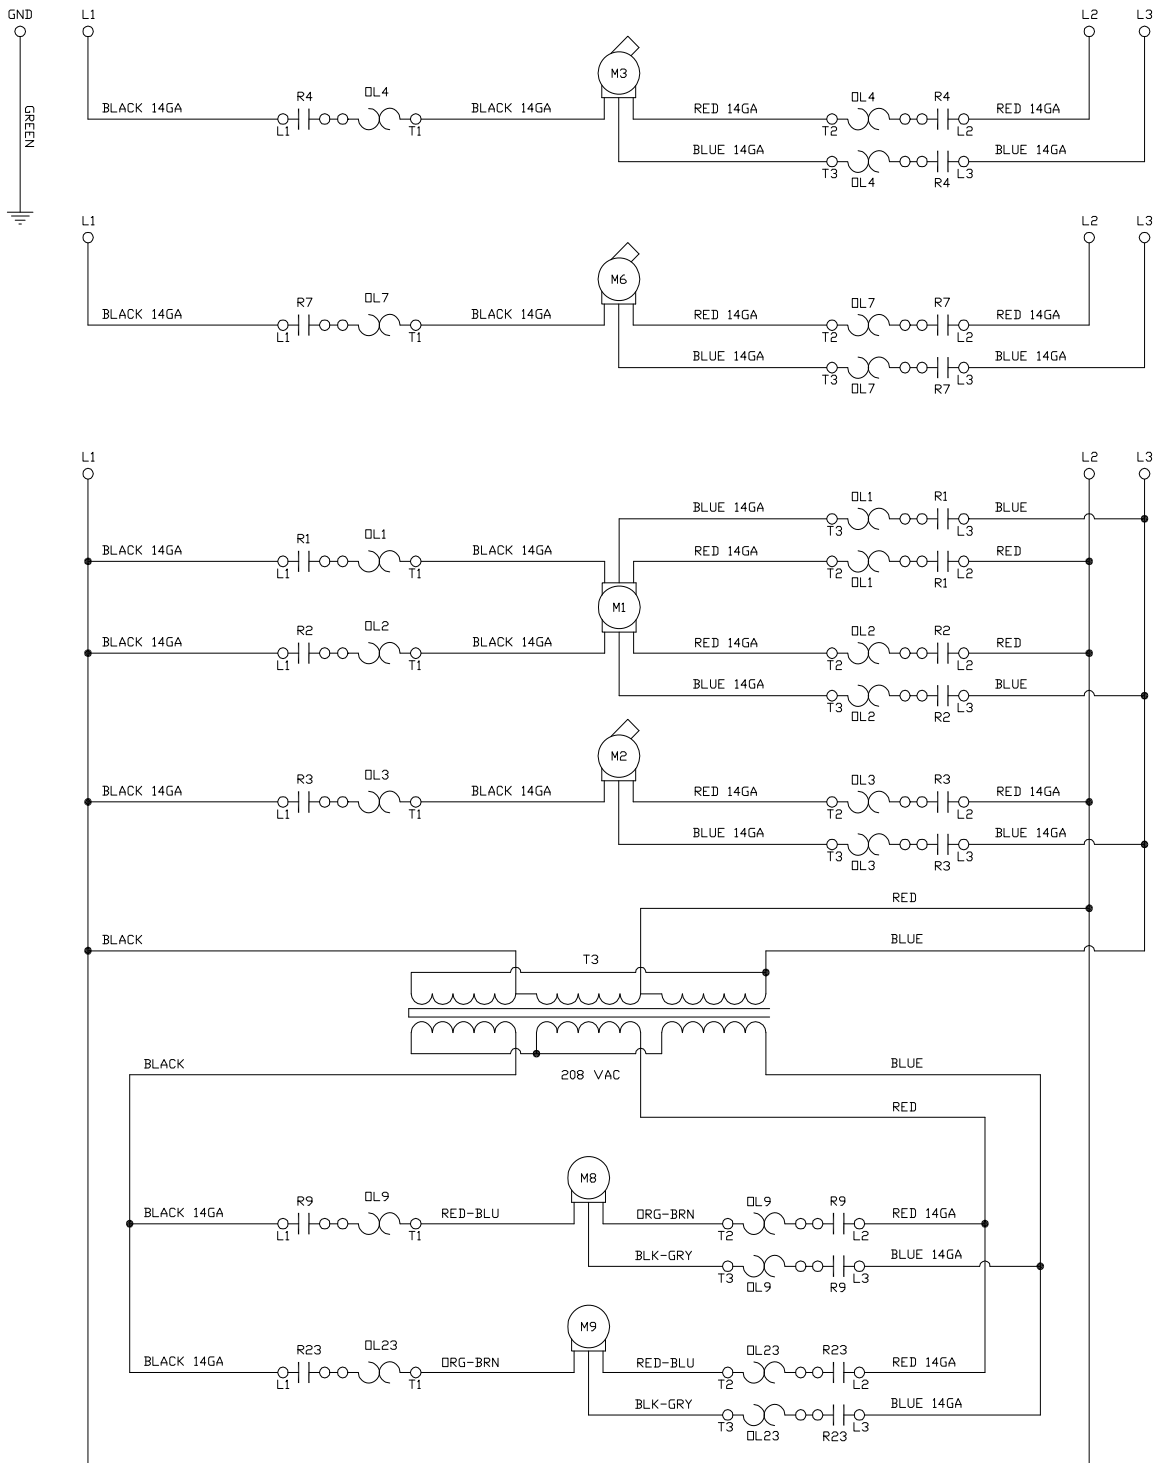 GND L1 L2 L3
M3
R4 OL4 OL4 R4
BLACK 14GA BLACK 14GA RED 14GA RED 14GA
GREEN
L1 T1 T2 L2
BLUE 14GA BLUE 14GA
T3 OL4 R4 L3
L1 L2 L3
M6
R7 OL7 OL7 R7
BLACK 14GA BLACK 14GA RED 14GA RED 14GA
L1 T1 T2 L2
BLUE 14GA BLUE 14GA
T3 OL7 R7 L3
L1 L2 L3
OL1 R1
BLUE 14GA BLUE
T3 L3
R1 OL1
BLACK 14GA BLACK 14GA RED 14GA RED
L1 T1 T2 OL1 R1 L2
M1
R2 OL2 OL2 R2
BLACK 14GA BLACK 14GA RED 14GA RED
L1 T1 T2 L2
BLUE 14GA BLUE
T3 OL2 R2 L3
M2
R3 OL3 OL3 R3
BLACK 14GA BLACK 14GA RED 14GA RED 14GA
L1 T1 T2 L2
BLUE 14GA BLUE 14GA
T3 OL3 R3 L3
RED
BLACK BLUE
T3
BLACK 208 VAC BLUE
RED
M8
R9 OL9 OL9 R9
BLACK 14GA RED-BLU ORG-BRN RED 14GA
L1 T1 T2 L2
BLK-GRY BLUE 14GA
T3 OL9 R9 L3
M9
R23 OL23 OL23 R23
BLACK 14GA ORG-BRN RED-BLU RED 14GA
L1 T1 T2 L2
BLK-GRY BLUE 14GA
T3 OL23 R23 L3